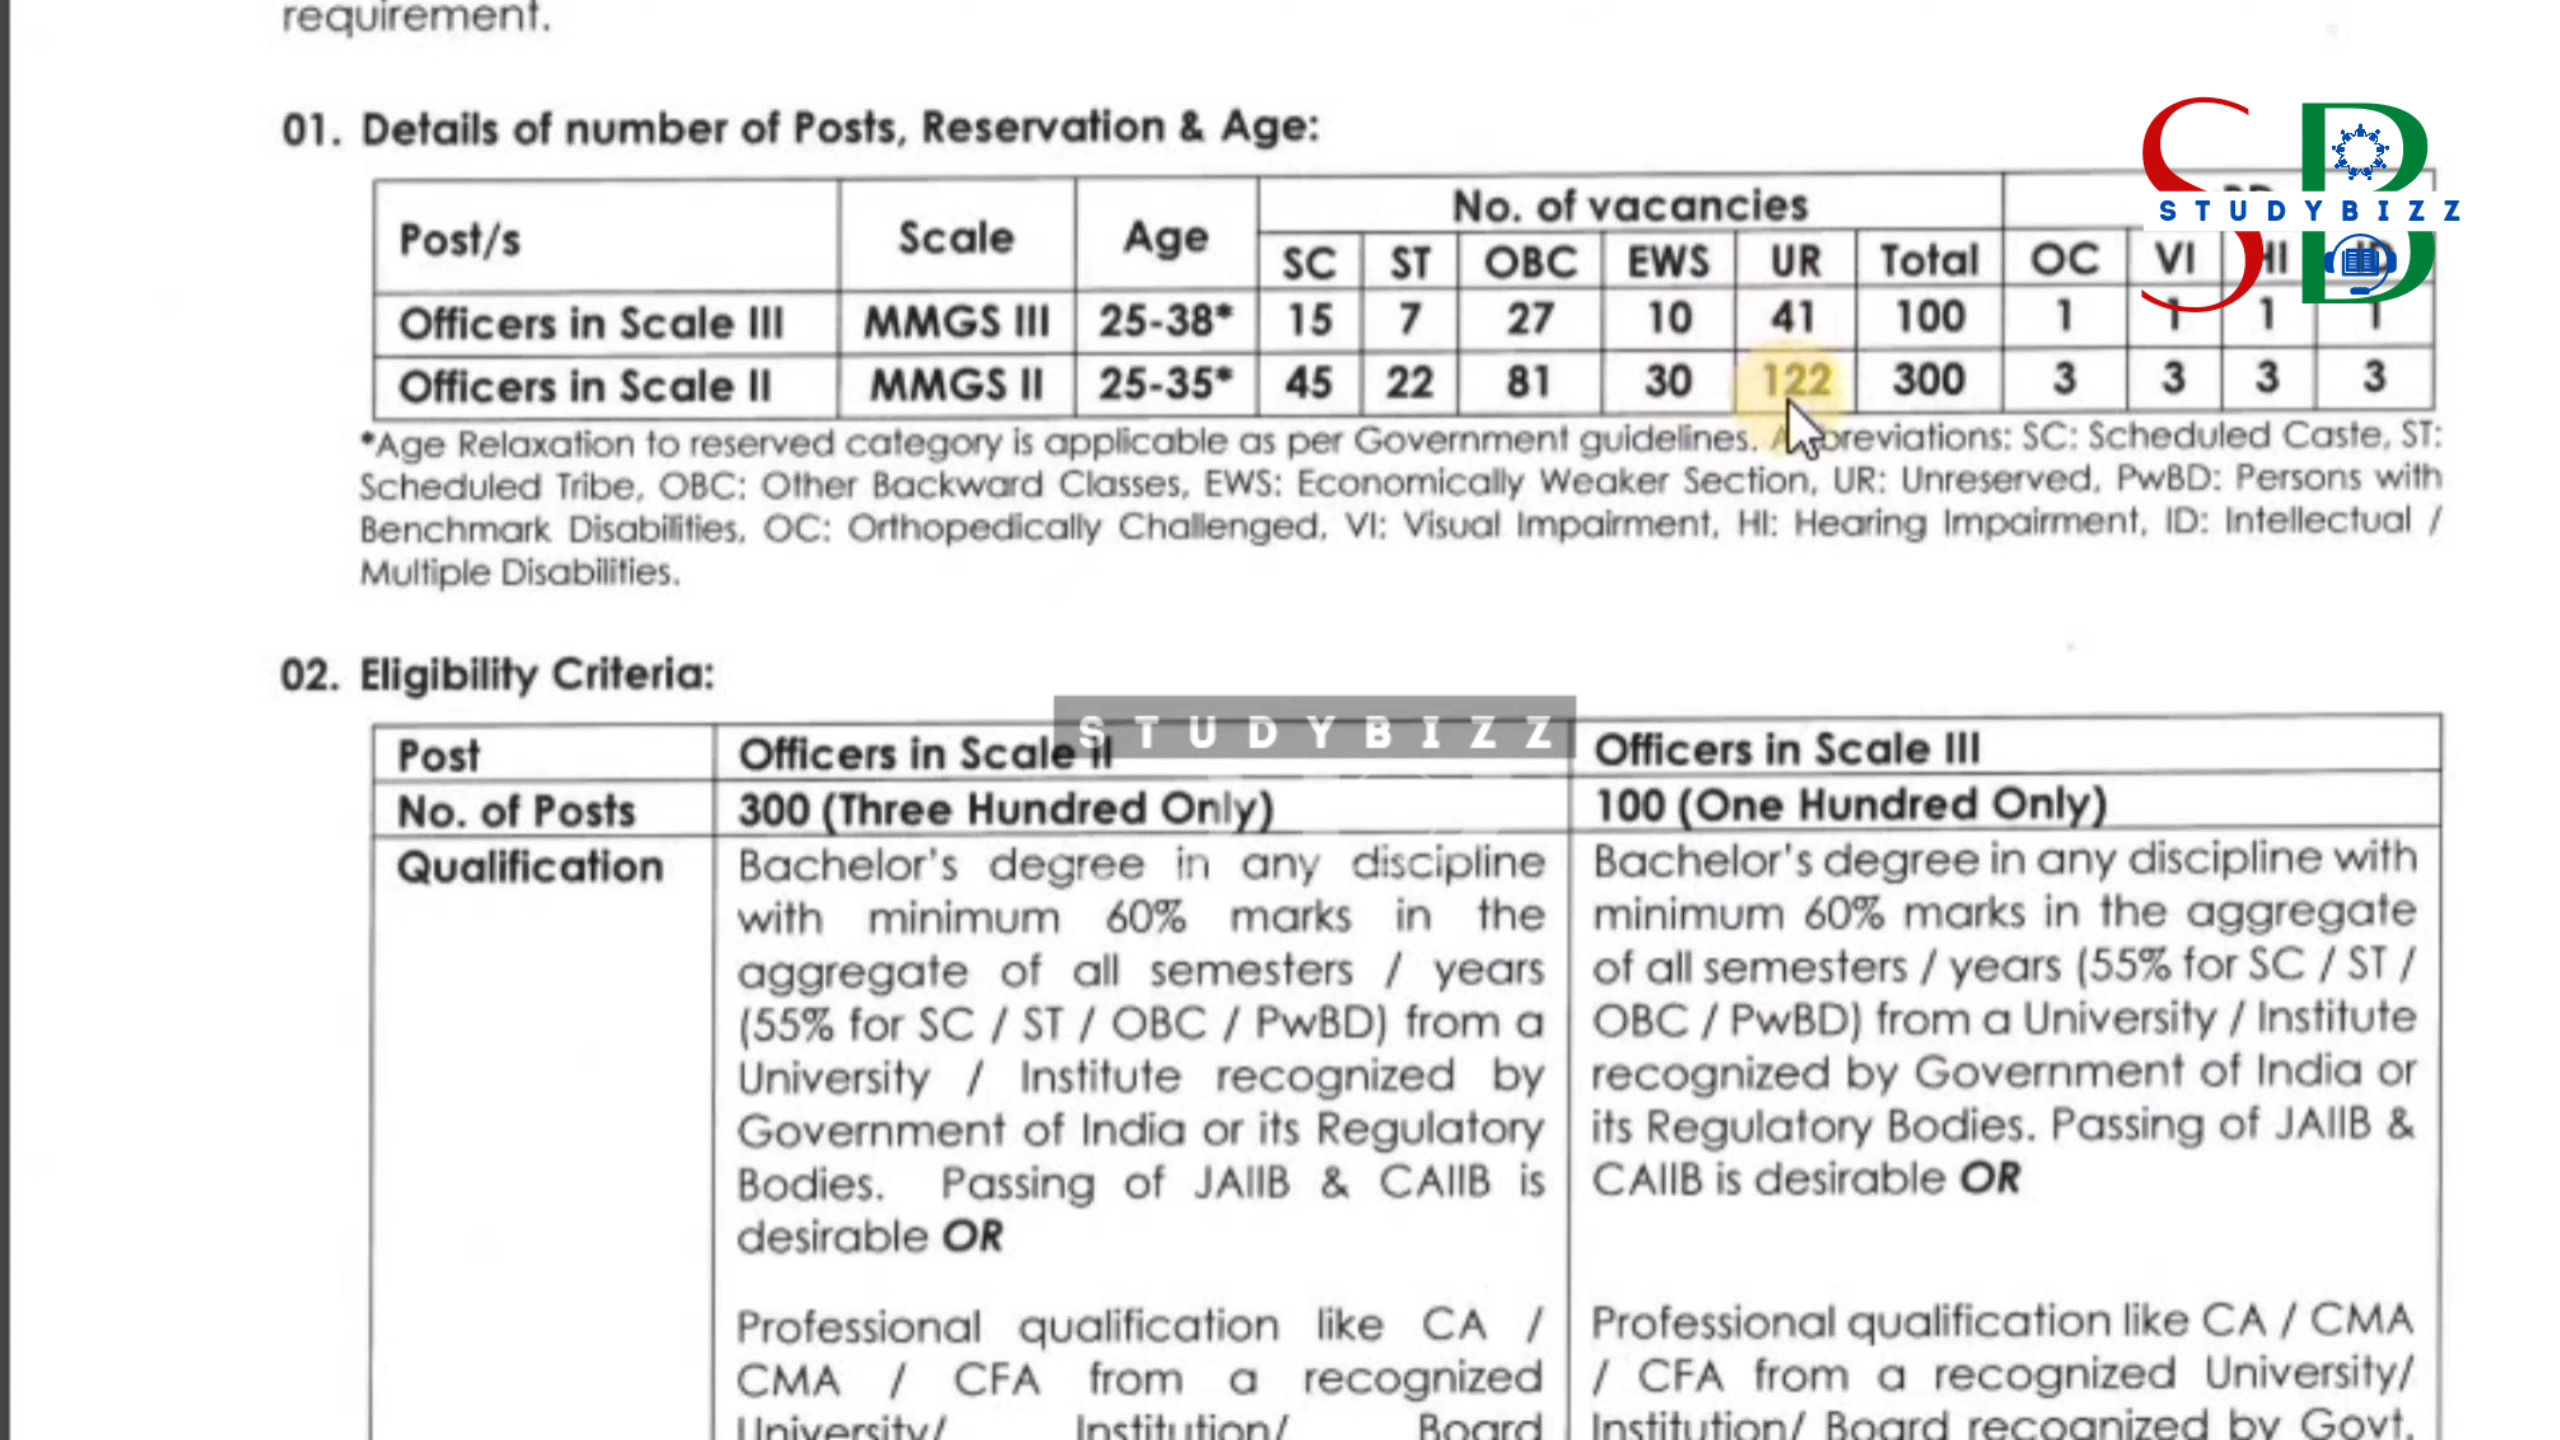 requirement.
01. Details of number of Posts, Reservation & Age:
Post/s Scale Age No. of vacancies
SC ST OBC EWS UR Total OC VI HI ID
Officers in Scale III MMGS III 25-38* 15 7 27 10 41 100 1 1 1 1
Officers in Scale II MMGS II 25-35* 45 22 81 30 122 300 3 3 3 3
*Age Relaxation to reserved category is applicable as per Government guidelines. Abbreviations: SC: Scheduled Caste, ST:
Scheduled Tribe, OBC: Other Backward Classes, EWS: Economically Weaker Section, UR: Unreserved, PwBD: Persons with
Benchmark Disabilities, OC: Orthopedically Challenged, VI: Visual Impairment, HI: Hearing Impairment, ID: Intellectual /
Multiple Disabilities.
SB
STUDYBIZZ
02. Eligibility Criteria:
STUDYBIZZ
Post Officers in Scale II Officers in Scale III
No. of Posts 300 (Three Hundred Only) 100 (One Hundred Only)
Qualification
Bachelor's degree in any discipline
with minimum 60% marks in the
aggregate of all semesters / years
(55% for SC / ST / OBC / PwBD) from a
University / Institute recognized by
Government of India or its Regulatory
Bodies. Passing of JAIIB & CAIIB is
desirable OR
Professional qualification like CA /
CMA / CFA from a recognized
University/ Institution/ Board
Bachelor's degree in any discipline with
minimum 60% marks in the aggregate
of all semesters / years (55% for SC / ST /
OBC / PwBD) from a University / Institute
recognized by Government of India or
its Regulatory Bodies. Passing of JAIIB &
CAIIB is desirable OR
Professional qualification like CA / CMA
/ CFA from a recognized University/
Institution/ Board recognized by Govt.